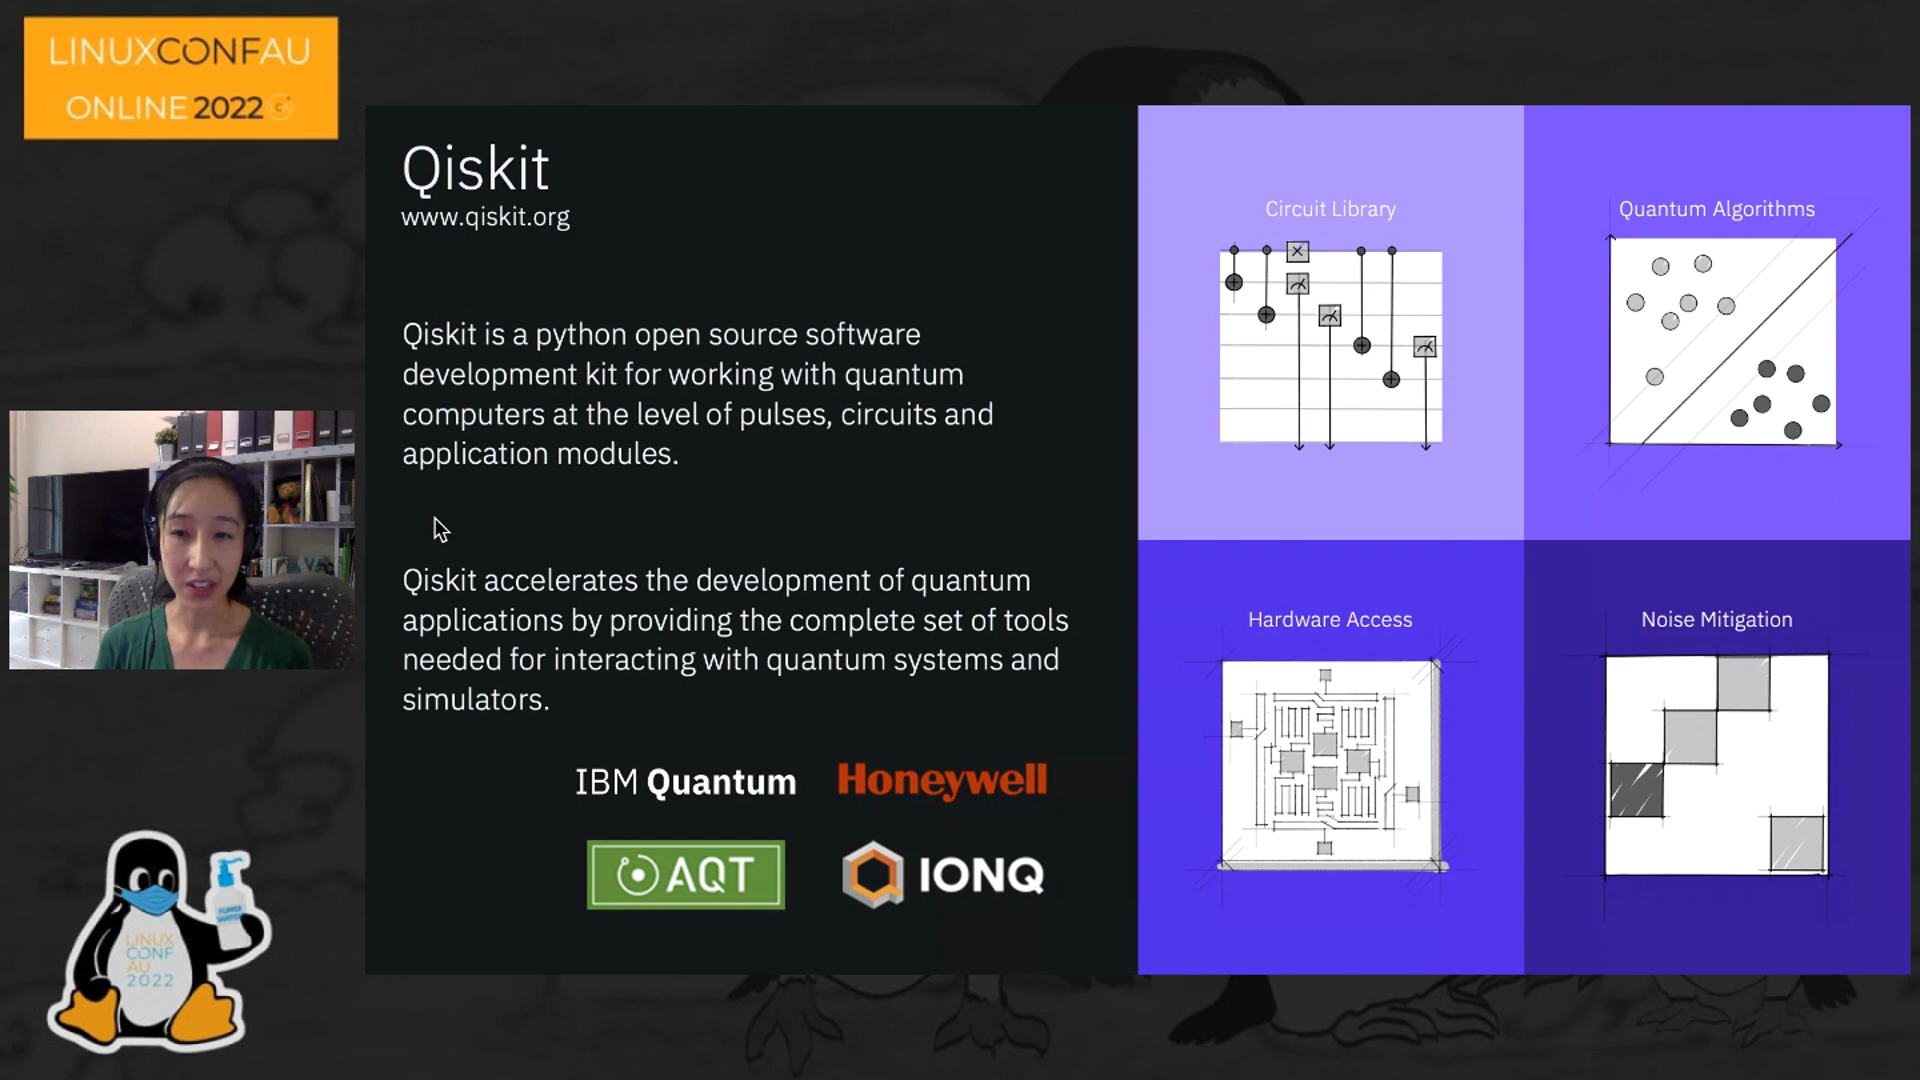 LINUXCONFAU
ONLINE 2022
Qiskit
www.qiskit.org
Qiskit is a python open source software
development kit for working with quantum
computers at the level of pulses, circuits and
application modules.
Qiskit accelerates the development of quantum
applications by providing the complete set of tools
needed for interacting with quantum systems and
simulators.
IBM Quantum
Honeywell
AQT
IONQ
Circuit Library
Quantum Algorithms
Hardware Access
Noise Mitigation
LINUX
CONF
AU
2022